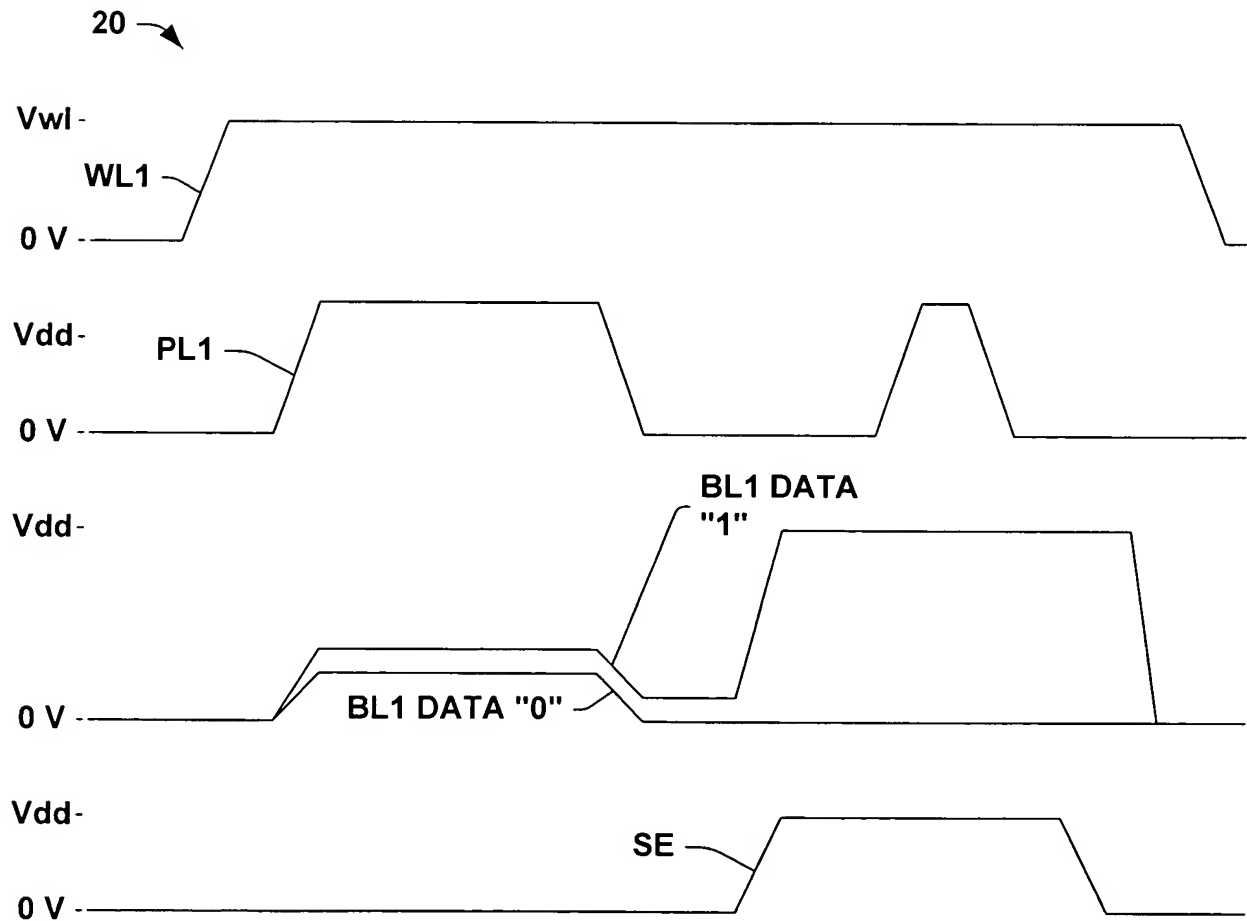 20
Vwl
WL1
0 V
Vdd
PL1
0 V
BL1 DATA
"1"
Vdd
BL1 DATA "0"
0 V
Vdd
SE
0 V